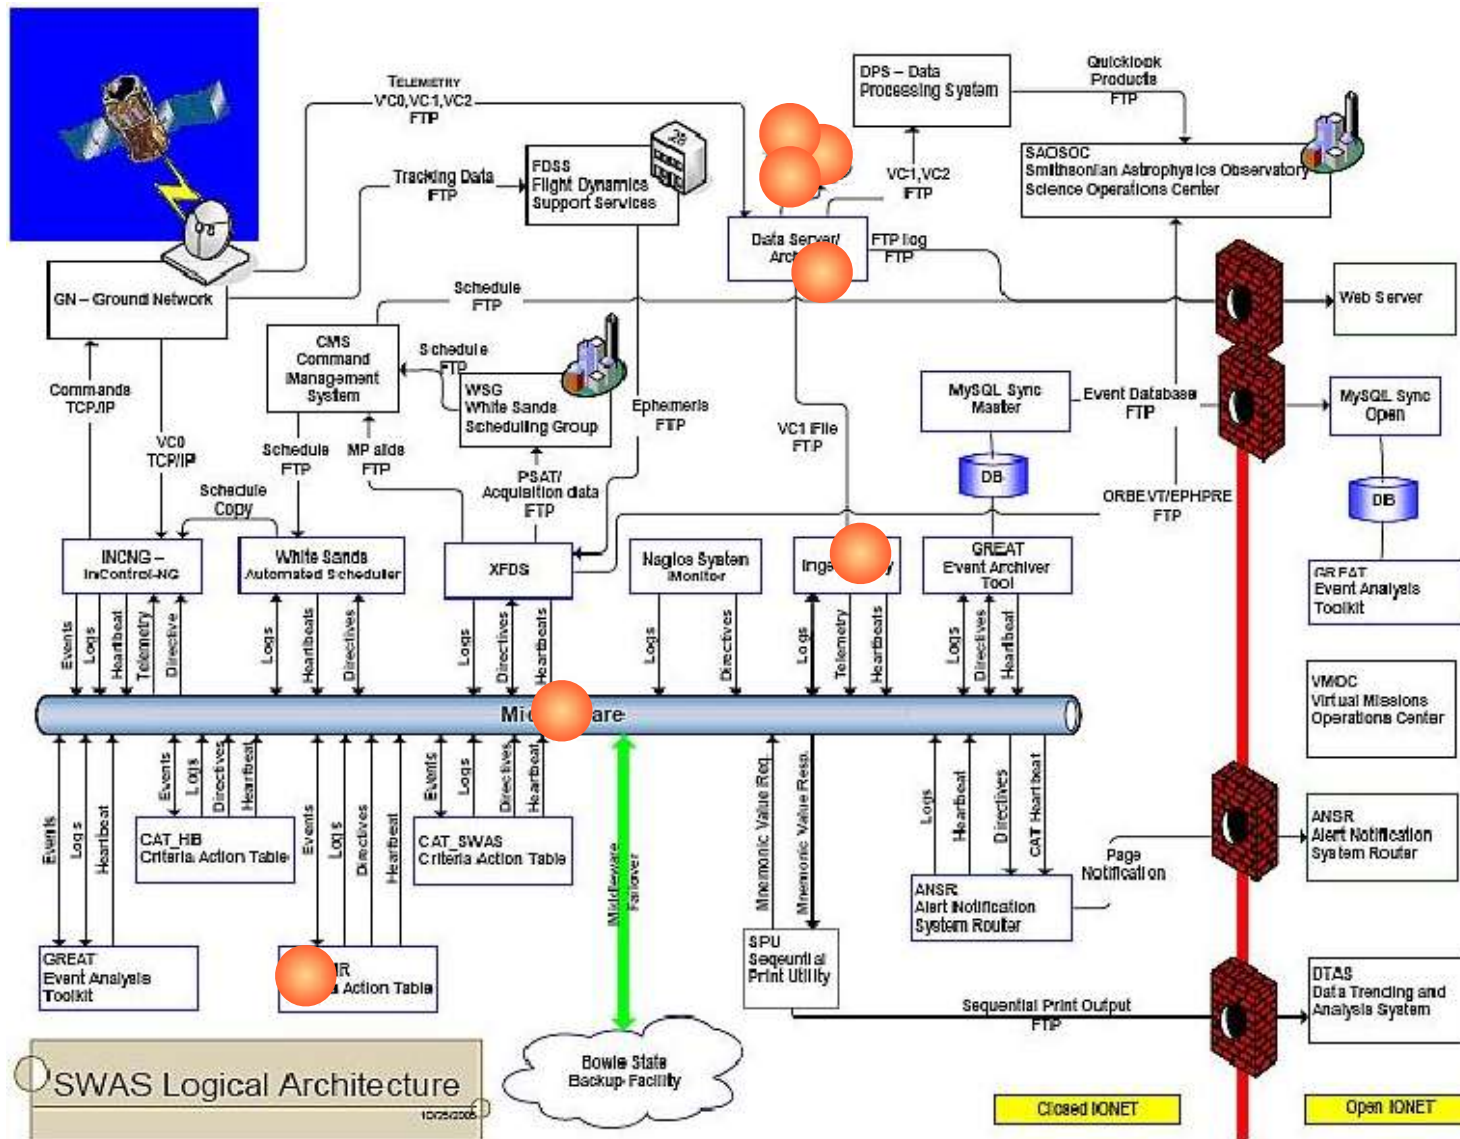 TELEMETRY
VC0,VC1,VC2
FTP
DPS – Data
Processing System
Quicklook
Products
FTP
28
FDSS
Flight Dynamics
Support Services
Tracking Data
FTP
VC1,VC2
FTP
SAOSOC
Smithsonian Astrophysics Observatory
Science Operations
Center
Data Server/
FTP log
FTP
GN – Ground Network
Schedule
FTP
Web Server
CMS
Command
Management
System
Schedule
FTP
WSG
White Sands
Scheduling Group
Ephemeris
FTP
Commands
TCP/IP
VC0
TCP/IP
Schedule
FTP
MP aids
FTP
PSAT/
Acquisition data
FTP
VC1 File
FTP
MySQL Sync
Master
Event Database
FTP
MySQL Sync
Open
DB
DB
ORBEVT/EPHPRE
FTP
Schedule
Copy
INCNG –
InControl-NG
White Sands
Automated Scheduler
XFDS
Nagios System
Monitor
GREAT
Event Archiver
Tool
GREAT
Event Analysis
Toolkit
Events
Logs
Heartbeat
Telemetry
Directive
Logs
Heartbeats
Directives
Logs
Directives
Heartbeats
Logs
Directives
Logs
Telemetry
Heartbeats
Logs
Directives
Heartbeat
VMOC
Virtual Missions
Operations Center
Events
Logs
Heartbeat
Events
Logs
Directives
Heartbeat
Events
Logs
Directives
Heartbeat
Events
Logs
Directives
Heartbeat
Middleware
Failover
Mnemonic Value Req.
Mnemonic Value Resp.
Logs
Heartbeat
Directives
CAT Heartbeat
CAT_HB
Criteria Action Table
CAT_SWAS
Criteria Action Table
Page
Notification
ANSR
Alert Notification
System Router
ANSR
Alert Notification
System Router
GREAT
Event Analysis
Toolkit
Action Table
SPU
Seqeuntial
Print Utility
Sequential Print Output
FTP
DTAS
Data Trending and
Analysis System
Bowie State
Backup Facility
SWAS Logical Architecture
10/25/2005
Closed IONET
Open IONET